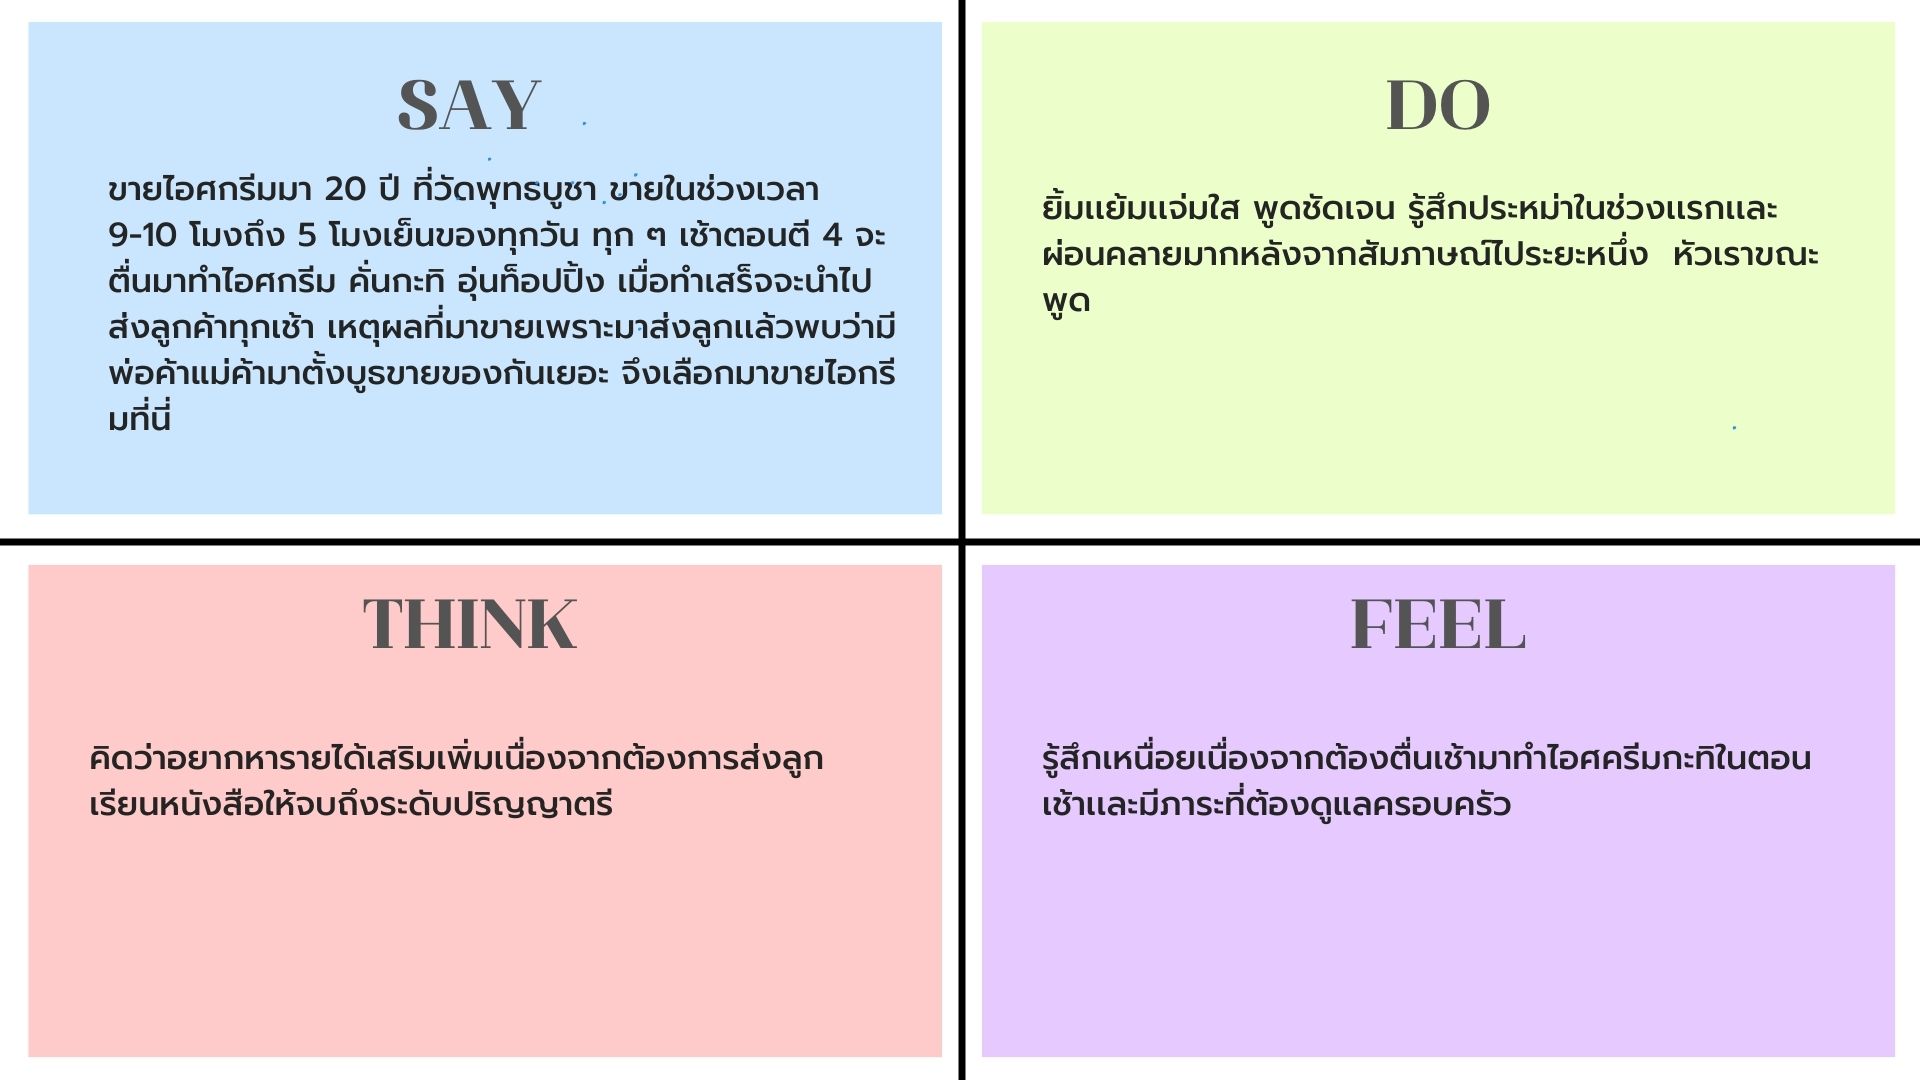 SAY
ขายไอศกรีมมา 20 ปี ที่วัดพุทธบูชา ขายในช่วงเวลา
9-10 โมงถึง 5 โมงเย็นของทุกวัน ทุก ๆ เช้าตอนตี 4 จะ
ตื่นมาทำไอศกรีม คั่นกะทิ อุ่นท็อปปิ้ง เมื่อทำเสร็จจะนำไป
ส่งลูกค้าทุกเช้า เหตุผลที่มาขายเพราะมาส่งลูกแล้วพบว่ามี
พ่อค้าแม่ค้ามาตั้งบูธขายของกันเยอะ จึงเลือกมาขายไอกรี
มที่นี่
DO
ยิ้มแย้มแจ่มใส พูดชัดเจน รู้สึกประหม่าในช่วงแรกและ
ผ่อนคลายมากหลังจากสัมภาษณ์ไประยะหนึ่ง  หัวเราขณะ
พูด
THINK
คิดว่าอยากหารายได้เสริมเพิ่มเนื่องจากต้องการส่งลูก
เรียนหนังสือให้จบถึงระดับปริญญาตรี
FEEL
รู้สึกเหนื่อยเนื่องจากต้องตื่นเช้ามาทำไอศครีมกะทิในตอน
เช้าและมีภาระที่ต้องดูแลครอบครัว